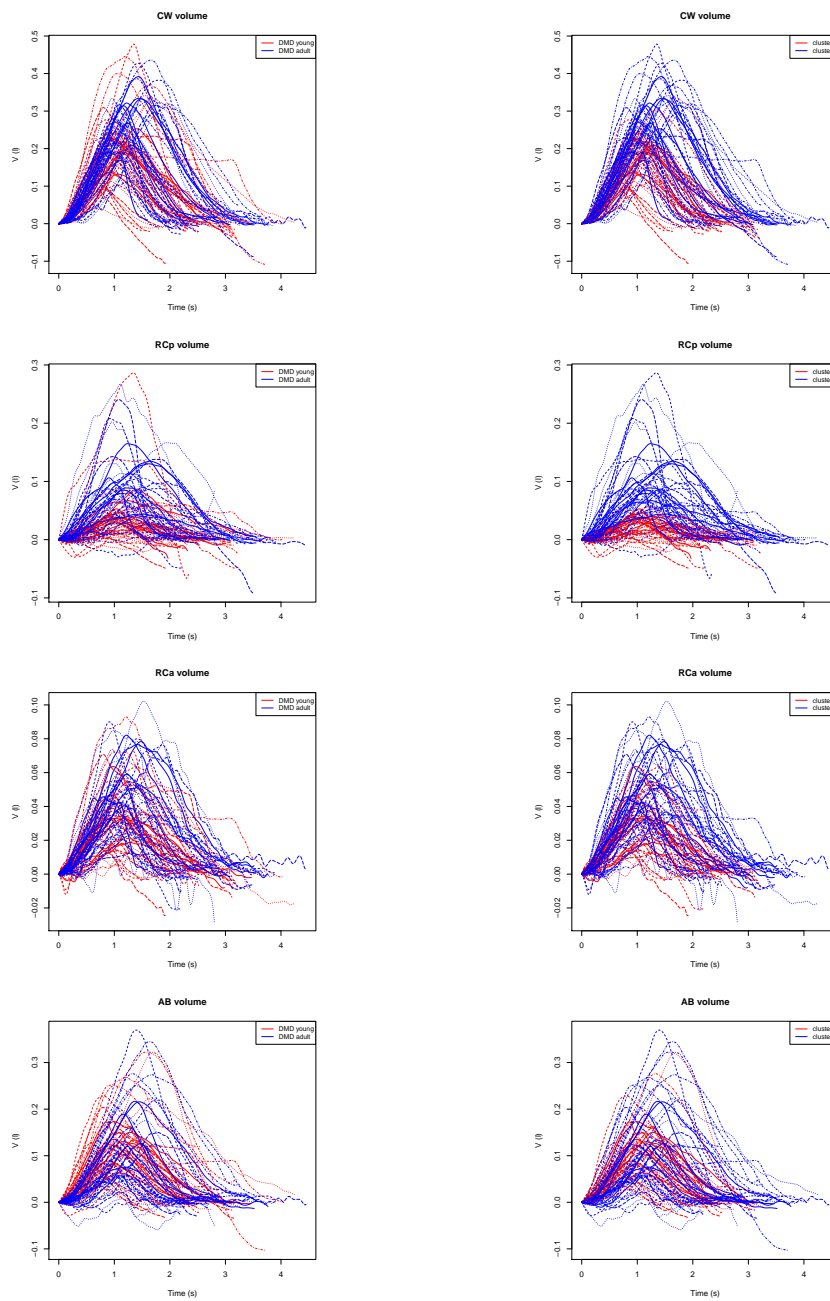 CW volume
DMD young
DMD adult
V (l)
0.5
0.4
0.3
0.2
0.1
0.0
−0.1
0 1 2 3 4
Time (s)
CW volume
cluste
cluste
V (l)
0.5
0.4
0.3
0.2
0.1
0.0
−0.1
0 1 2 3 4
Time (s)
RCp volume
DMD young
DMD adult
V (l)
0.3
0.2
0.1
0.0
−0.1
0 1 2 3 4
Time (s)
RCp volume
cluste
cluste
V (l)
0.3
0.2
0.1
0.0
−0.1
0 1 2 3 4
Time (s)
RCa volume
DMD young
DMD adult
V (l)
0.10
0.08
0.06
0.04
0.02
0.00
−0.02
0 1 2 3 4
Time (s)
RCa volume
cluste
cluste
V (l)
0.10
0.08
0.06
0.04
0.02
0.00
−0.02
0 1 2 3 4
Time (s)
AB volume
DMD young
DMD adult
V (l)
0.3
0.2
0.1
0.0
−0.1
0 1 2 3 4
Time (s)
AB volume
cluste
cluste
V (l)
0.3
0.2
0.1
0.0
−0.1
0 1 2 3 4
Time (s)